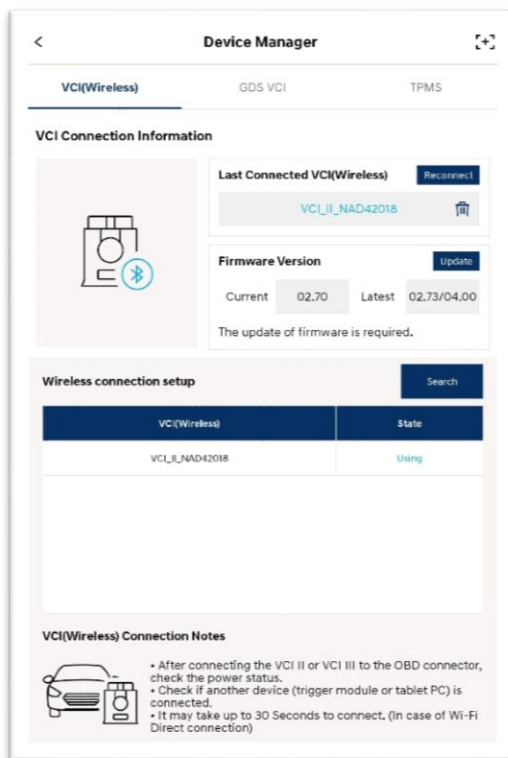 Device Manager
VCI(Wireless) GDS VCI TPMS
VCI Connection Information
Last Connected VCI(Wireless) Reconnect
VCI_II_NAD42018
Firmware Version Update
Current 02.70 Latest 02.73/04.00
The update of firmware is required.
Wireless connection setup Search
VCI(Wireless) State
VCI_II_NAD42018 Using
VCI(Wireless) Connection Notes
• After connecting the VCI II or VCI III to the OBD connector,
check the power status.
• Check if another device (trigger module or tablet PC) is
connected.
• It may take up to 30 Seconds to connect. (In case of Wi-Fi
Direct connection)